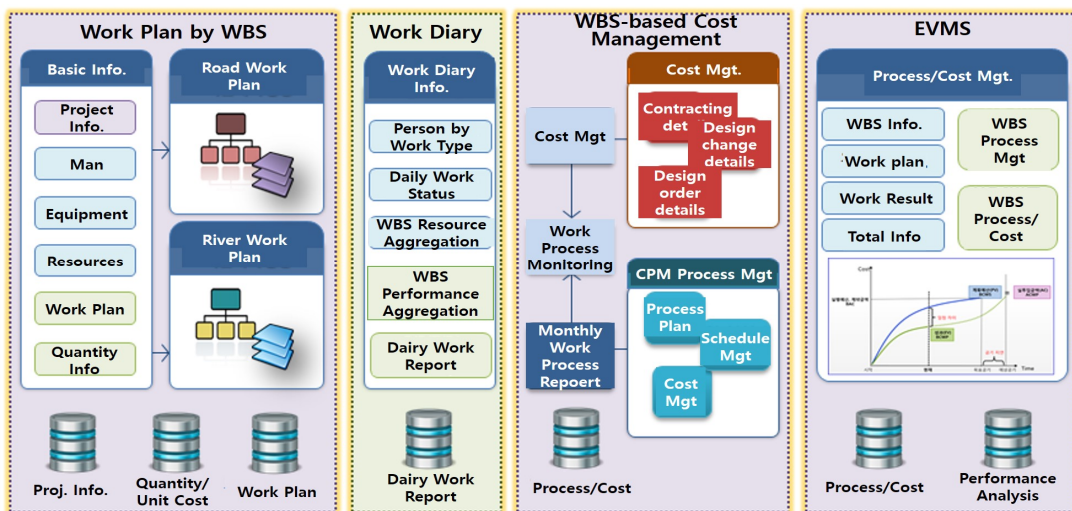 Work Plan by WBS
Basic Info.
Project
Info.
Man
Equipment
Resources
Work Plan
Quantity
Info
Road Work
Plan
River Work
Plan
Proj. Info.
Quantity/
Unit Cost
Work Plan
Work Diary
Work Diary
Info.
Person by
Work Type
Daily Work
Status
WBS Resource
Aggregation
WBS
Performance
Aggregation
Dairy Work
Report
Dairy Work
Report
WBS-based Cost
Management
Cost Mgt
Work
Process
Monitoring
Monthly
Work
Process
Repoert
Cost Mgt.
Contracting
Design
change
details
Design
order
details
CPM Process Mgt
Process
Plan
Schedule
Mgt
Cost
Mgt
Process/Cost
EVMS
Process/Cost Mgt.
WBS Info.
Work plan
Work Result
Total Info
WBS
Process
Mgt
WBS
Process/
Cost
Cost
BAC
BCWS
ACWP
BCWP
Time
Process/Cost
Performance
Analysis